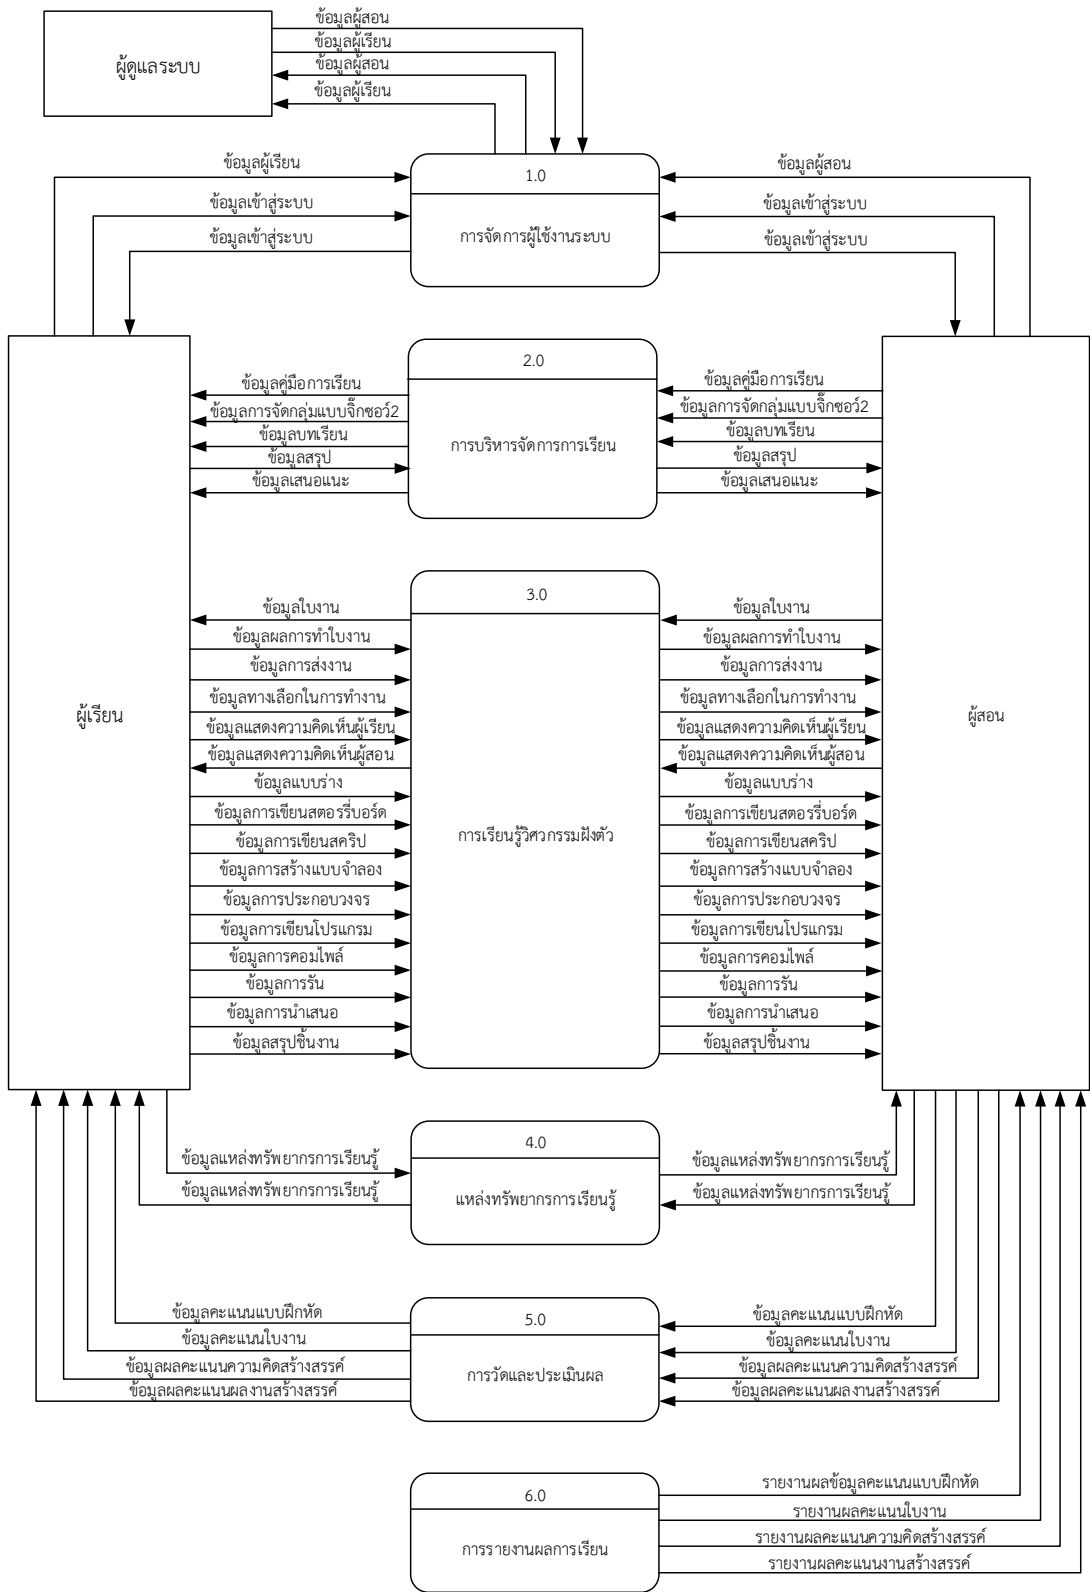 ข้อมูลผู้สอน
ข้อมูลผู้เรียน
ข้อมูลผู้สอน
ข้อมูลผู้เรียน
ผู้ดูแลระบบ
ข้อมูลผู้เรียน
ข้อมูลเข้าสู่ระบบ
ข้อมูลเข้าสู่ระบบ
1.0
การจัดการผู้ใช้งานระบบ
ข้อมูลผู้สอน
ข้อมูลเข้าสู่ระบบ
ข้อมูลเข้าสู่ระบบ
ผู้เรียน
ข้อมูลคู่มือการเรียน
ข้อมูลการจัดกลุ่มแบบจิ๊กซอว์2
ข้อมูลบทเรียน
ข้อมูลสรุป
ข้อมูลเสนอแนะ
2.0
การบริหารจัดการการเรียน
ข้อมูลคู่มือการเรียน
ข้อมูลการจัดกลุ่มแบบจิ๊กซอว์2
ข้อมูลบทเรียน
ข้อมูลสรุป
ข้อมูลเสนอแนะ
ผู้สอน
ข้อมูลใบงาน
ข้อมูลผลการทำใบงาน
ข้อมูลการส่งงาน
ข้อมูลทางเลือกในการทำงาน
ข้อมูลแสดงความคิดเห็นผู้เรียน
ข้อมูลแสดงความคิดเห็นผู้สอน
ข้อมูลแบบร่าง
ข้อมูลการเขียนสตอรรี่บอร์ด
ข้อมูลการเขียนสคริป
ข้อมูลการสร้างแบบจำลอง
ข้อมูลการประกอบวงจร
ข้อมูลการเขียนโปรแกรม
ข้อมูลการคอมไพล์
ข้อมูลการรัน
ข้อมูลการนำเสนอ
ข้อมูลสรุปชิ้นงาน
3.0
การเรียนรู้วิศวกรรมฝังตัว
ข้อมูลใบงาน
ข้อมูลผลการทำใบงาน
ข้อมูลการส่งงาน
ข้อมูลทางเลือกในการทำงาน
ข้อมูลแสดงความคิดเห็นผู้เรียน
ข้อมูลแสดงความคิดเห็นผู้สอน
ข้อมูลแบบร่าง
ข้อมูลการเขียนสตอรรี่บอร์ด
ข้อมูลการเขียนสคริป
ข้อมูลการสร้างแบบจำลอง
ข้อมูลการประกอบวงจร
ข้อมูลการเขียนโปรแกรม
ข้อมูลการคอมไพล์
ข้อมูลการรัน
ข้อมูลการนำเสนอ
ข้อมูลสรุปชิ้นงาน
ข้อมูลแหล่งทรัพยากรการเรียนรู้
ข้อมูลแหล่งทรัพยากรการเรียนรู้
4.0
แหล่งทรัพยากรการเรียนรู้
ข้อมูลแหล่งทรัพยากรการเรียนรู้
ข้อมูลแหล่งทรัพยากรการเรียนรู้
ข้อมูลคะแนนแบบฝึกหัด
ข้อมูลคะแนนใบงาน
ข้อมูลผลคะแนนความคิดสร้างสรรค์
ข้อมูลผลคะแนนผลงานสร้างสรรค์
5.0
การวัดและประเมินผล
ข้อมูลคะแนนแบบฝึกหัด
ข้อมูลคะแนนใบงาน
ข้อมูลผลคะแนนความคิดสร้างสรรค์
ข้อมูลผลคะแนนผลงานสร้างสรรค์
6.0
การรายงานผลการเรียน
รายงานผลข้อมูลคะแนนแบบฝึกหัด
รายงานผลคะแนนใบงาน
รายงานผลคะแนนความคิดสร้างสรรค์
รายงานผลคะแนนงานสร้างสรรค์